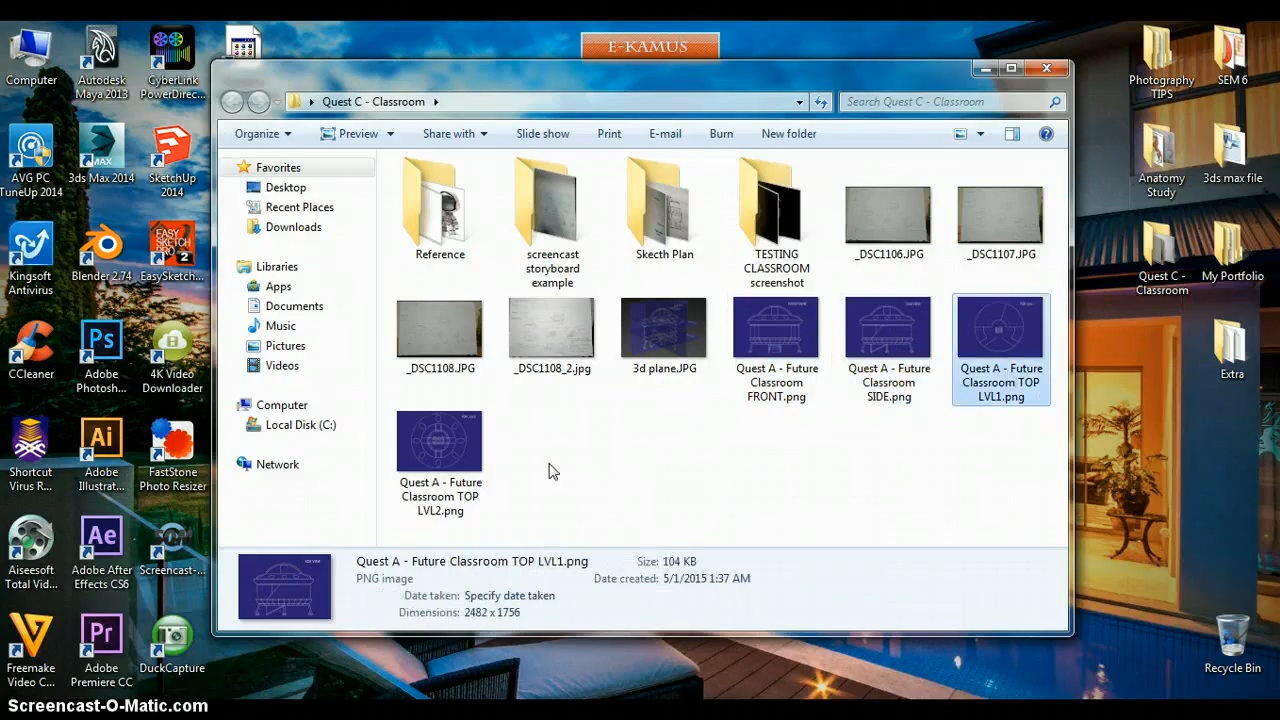 E-KAMUS
Computer
Autodesk
Maya 2013
CyberLink
PowerDirec...
AVG PC
TuneUp 2014
3ds Max 2014
SketchUp
2014
Kingsoft
Antivirus
Blender 2.74
EasySketch...
EASY
SKETCH
PRO
2
CCleaner
Adobe
Photosh...
4K Video
Downloader
Shortcut
Virus R...
Adobe
Illustrat...
FastStone
Photo Resizer
Aiseesoft
Total Vid...
Adobe After
Effects CS6
Screencast-...
Freemake
Video C...
Adobe
Premiere CC
DuckCapture
Quest C - Classroom
Search Quest C - Classroom
Organize
Preview
Share with
Slide show
Print
E-mail
Burn
New folder
Favorites
Desktop
Recent Places
Downloads
Libraries
Apps
Documents
Music
Pictures
Videos
Computer
Local Disk (C:)
Network
Reference
screencast
storyboard
example
Skecth Plan
TESTING
CLASSROOM
screenshot
_DSC1106.JPG
_DSC1107.JPG
_DSC1108.JPG
_DSC1108_2.jpg
3d plane.JPG
Quest A - Future
Classroom
FRONT.png
Quest A - Future
Classroom
SIDE.png
Quest A - Future
Classroom TOP
LVL1.png
Quest A - Future
Classroom TOP
LVL2.png
Quest A - Future Classroom TOP LVL1.png
PNG image
Date taken: Specify date taken
Dimensions: 2482 x 1756
Size: 104 KB
Date created: 5/1/2015 1:37 AM
Photography
TIPS
SEM 6
Anatomy
Study
3ds max file
Quest C -
Classroom
My Portfolio
Extra
Recycle Bin
Screencast-O-Matic.com